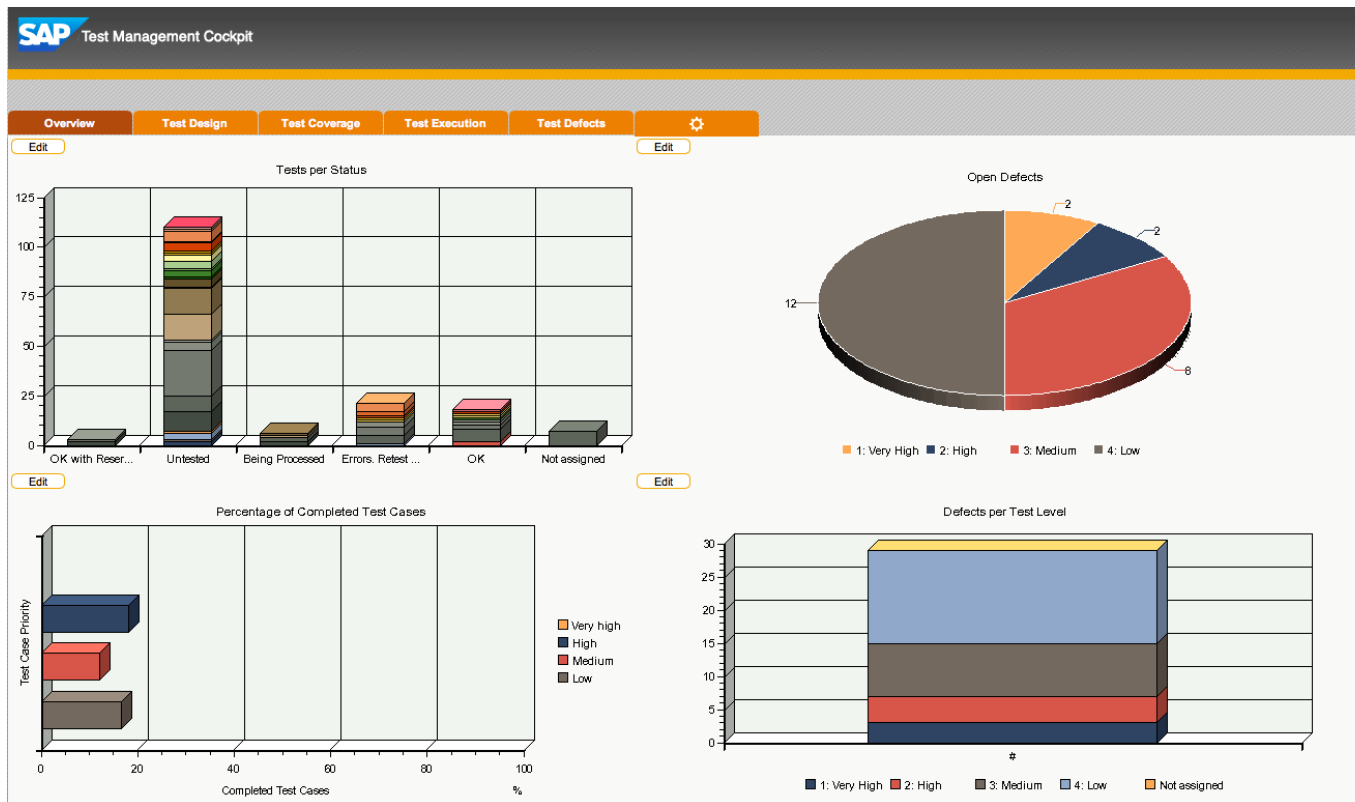 SAP Test Management Cockpit
Overview Test Design Test Coverage Test Execution Test Defects
Edit
Tests per Status
125
100
75
50
25
0
OK with Reser... Untested Being Processed Errors. Retest ... OK Not assigned
Edit
Open Defects
2
2
12
8
1: Very High 2: High 3: Medium 4: Low
Edit
Percentage of Completed Test Cases
Test Case Priority
Very high
High
Medium
Low
0 20 40 60 80 100
Completed Test Cases %
Edit
Defects per Test Level
30
25
20
15
10
5
0
#
1: Very High 2: High 3: Medium 4: Low Not assigned